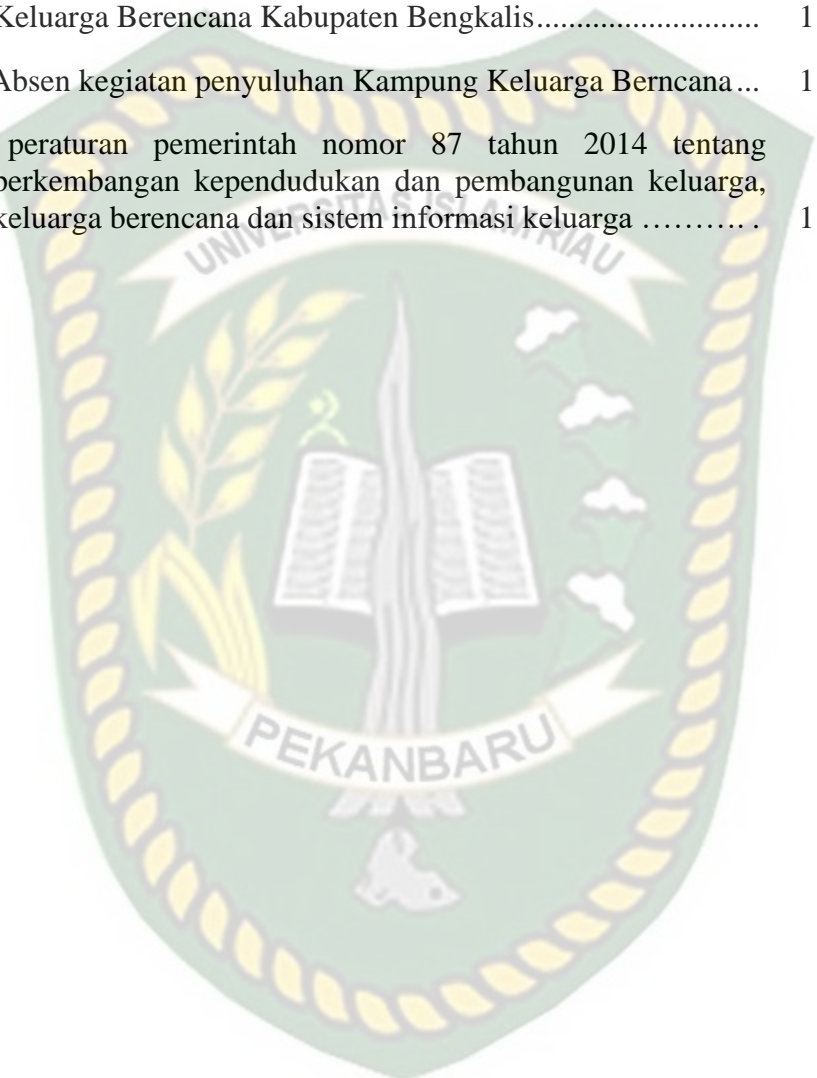 Keluarga Berencana Kabupaten Bengkalis............................ 1
Absen kegiatan penyuluhan Kampung Keluarga Berncana ... 1
peraturan pemerintah nomor 87 tahun 2014 tentang
perkembangan kependudukan dan pembangunan keluarga,
keluarga berencana dan sistem informasi keluarga ………. . 1
UNIVERSITAS ISLAM RIAU
PEKANBARU